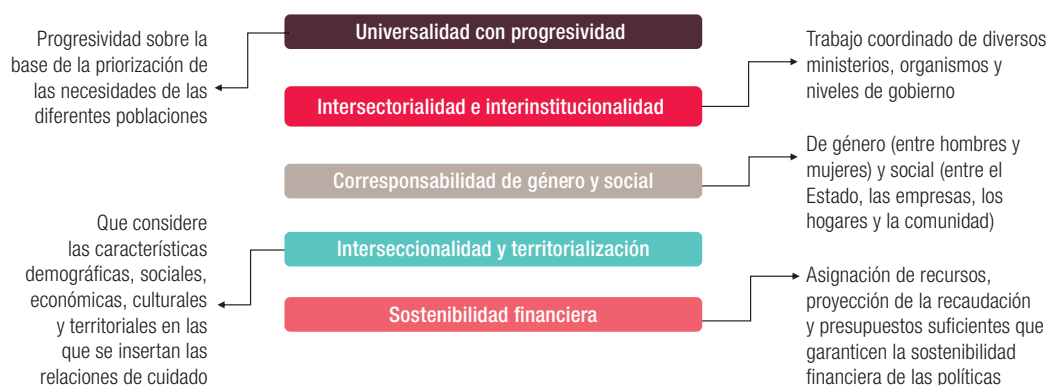 Universalidad con progresividad
Progresividad sobre la
base de la priorización de
las necesidades de las
diferentes poblaciones
Intersectorialidad e interinstitucionalidad
Trabajo coordinado de diversos
ministerios, organismos y
niveles de gobierno
Corresponsabilidad de género y social
De género (entre hombres y
mujeres) y social (entre el
Estado, las empresas, los
hogares y la comunidad)
Interseccionalidad y territorialización
Que considere
las características
demográficas, sociales,
económicas, culturales
y territoriales en las
que se insertan las
relaciones de cuidado
Sostenibilidad financiera
Asignación de recursos,
proyección de la recaudación
y presupuestos suficientes que
garanticen la sostenibilidad
financiera de las políticas